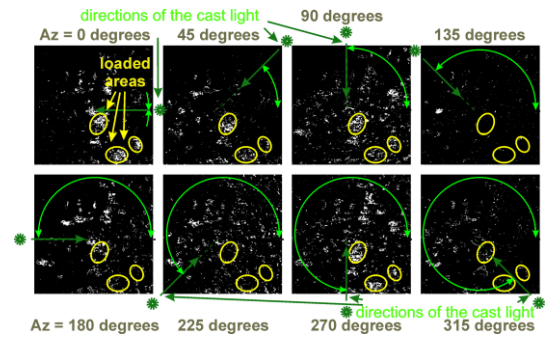 directions of the cast light
90 degrees
Az = 0 degrees
45 degrees
135 degrees
loaded
areas
directions of the cast light
Az = 180 degrees
225 degrees
270 degrees
315 degrees